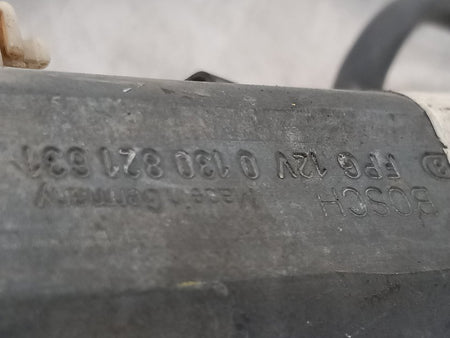 BOSCH Made in Germany
FPG 12V 0 130 821 631